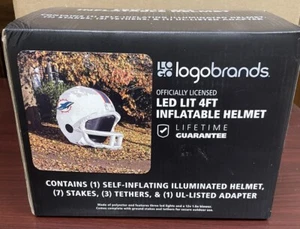 logobrands.
OFFICIALLY LICENSED
LED LIT 4FT
INFLATABLE HELMET
LIFETIME
GUARANTEE
CONTAINS (1) SELF-INFLATING ILLUMINATED HELMET,
(7) STAKES, (3) TETHERS, & (1) UL-LISTED ADAPTER